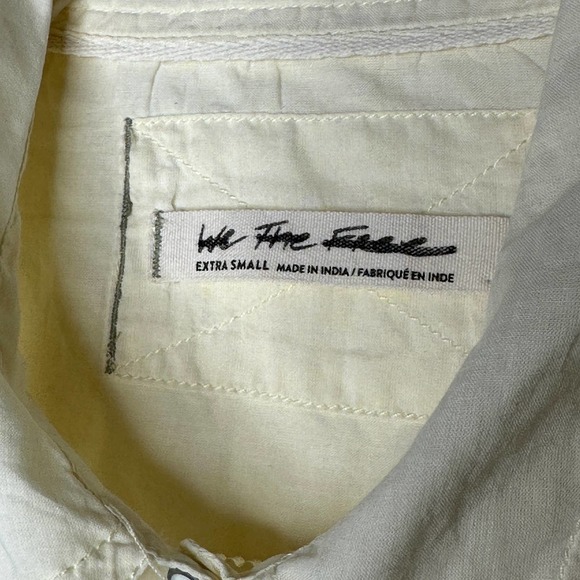 We The Free
EXTRA SMALL MADE IN INDIA / FABRIQUÉ EN INDE